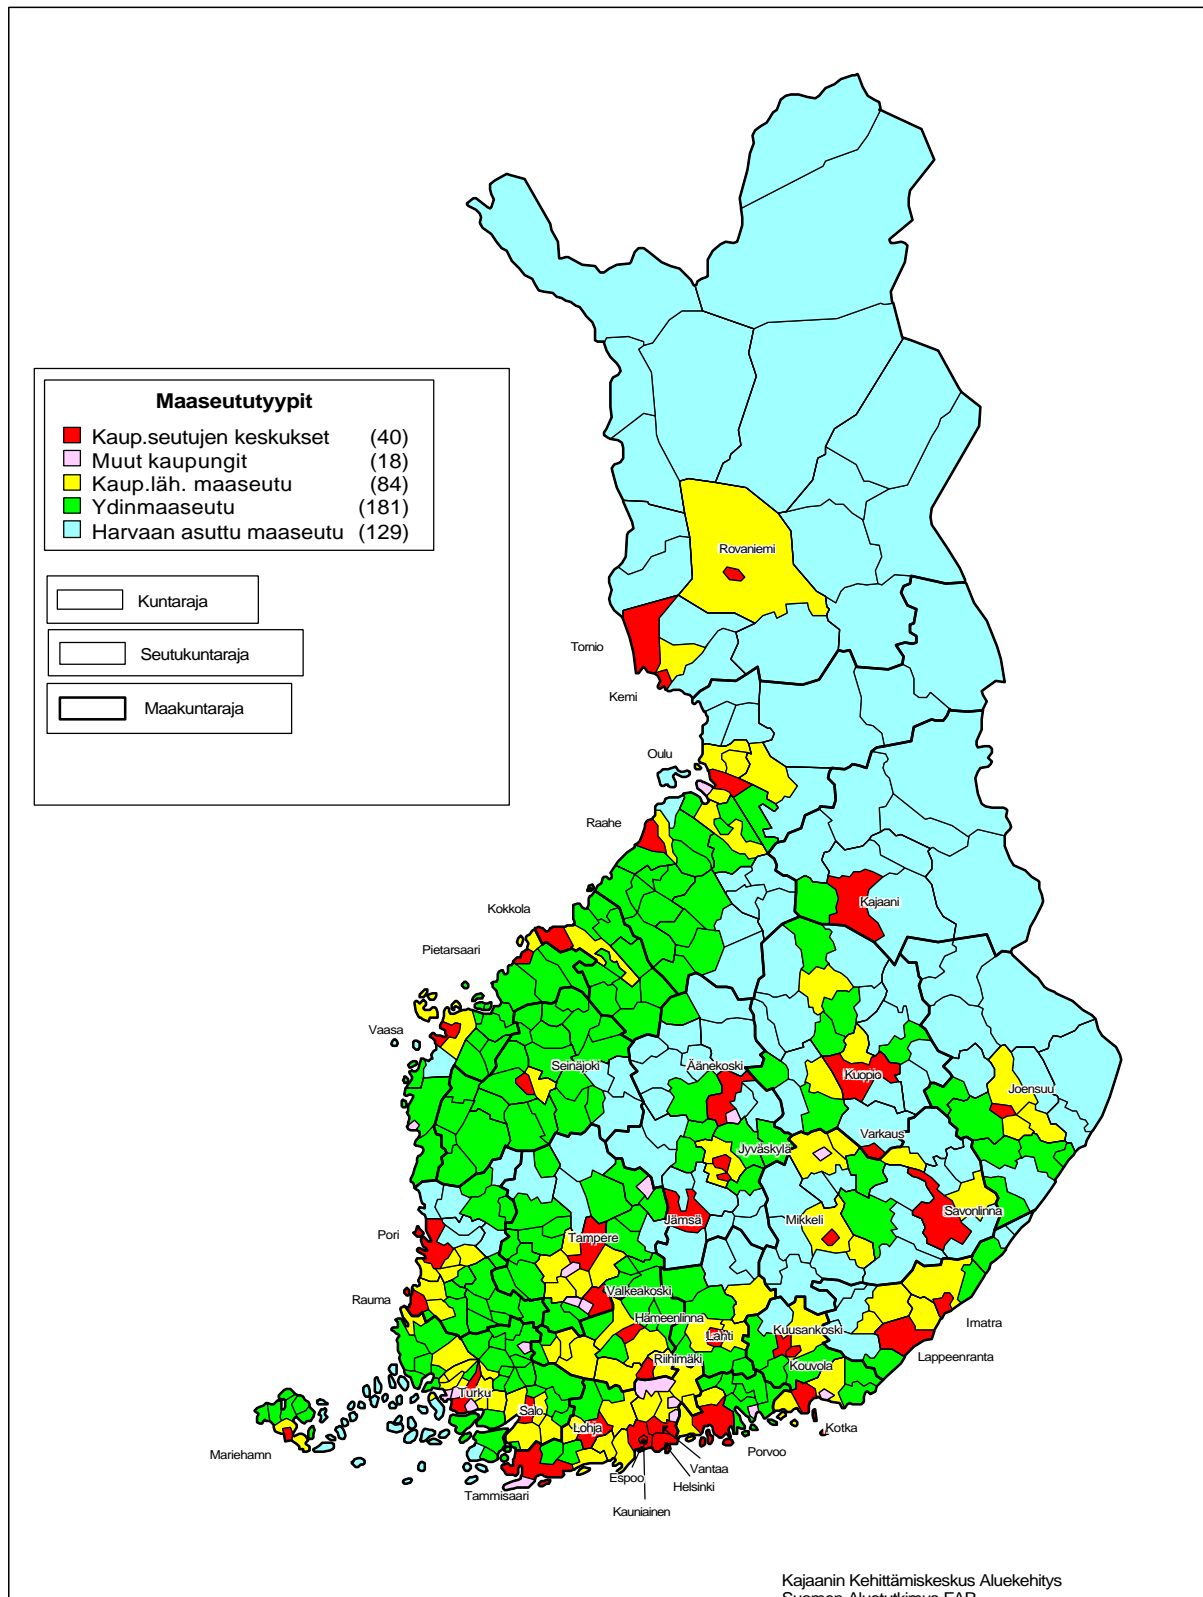 Maaseututyypit
Kaup.seutujen keskukset (40)
Muut kaupungit (18)
Kaup.läh. maaseutu (84)
Ydinmaaseutu (181)
Harvaan asuttu maaseutu (129)
Kuntaraja
Seutukuntaraja
Maakuntaraja
Rovaniemi
Tornio
Kemi
Oulu
Raahe
Kajaani
Kokkola
Pietarsaari
Vaasa
Seinäjoki
Äänekoski
Kuopio
Joensuu
Varkaus
Jyväskylä
Savonlinna
Mikkeli
Jämsä
Pori
Tampere
Rauma
Valkeakoski
Hämeenlinna
Lahti
Kuusankoski
Imatra
Lappeenranta
Riihimäki
Kouvola
Turku
Salo
Lohja
Kotka
Porvoo
Mariehamn
Vantaa
Espoo
Helsinki
Tammisaari
Kauniainen
Kajaanin Kehittämiskeskus Aluekehitys
Suomen Aluetutkimus FAR